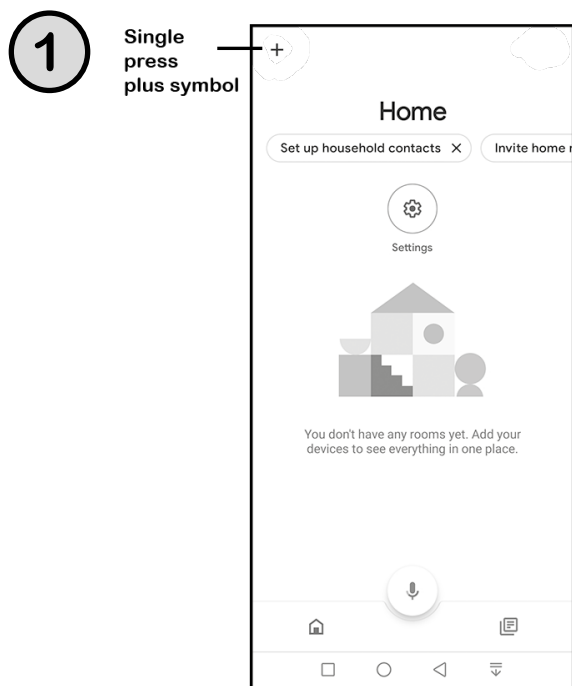 1
Single
press
plus symbol
+
Home
Set up household contacts X
Invite home
Settings
You don't have any rooms yet. Add your
devices to see everything in one place.